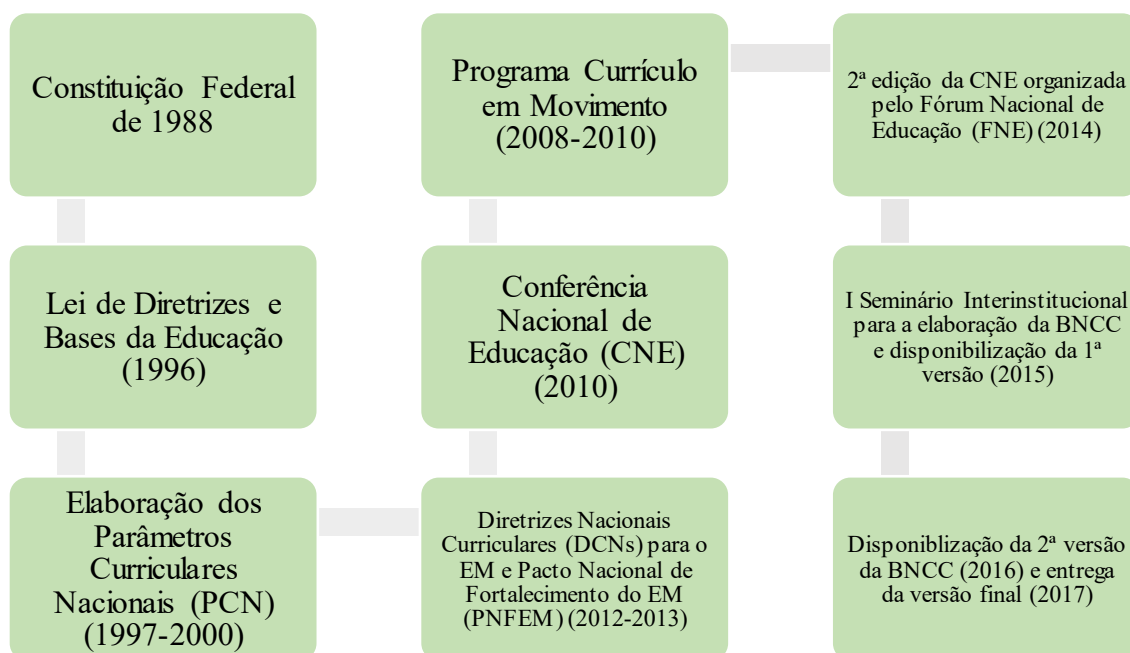 Constituição Federal
de 1988
Lei de Diretrizes e
Bases da Educação
(1996)
Elaboração dos
Parâmetros
Curriculares
Nacionais (PCN)
(1997-2000)
Programa Currículo
em Movimento
(2008-2010)
Conferência
Nacional de
Educação (CNE)
(2010)
Diretrizes Nacionais
Curriculares (DCNs) para o
EM e Pacto Nacional de
Fortalecimento do EM
(PNFEM) (2012-2013)
2ª edição da CNE organizada
pelo Fórum Nacional de
Educação (FNE) (2014)
I Seminário Interinstitucional
para a elaboração da BNCC
e disponibilização da 1ª
versão (2015)
Disponiblização da 2ª versão
da BNCC (2016) e entrega
da versão final (2017)